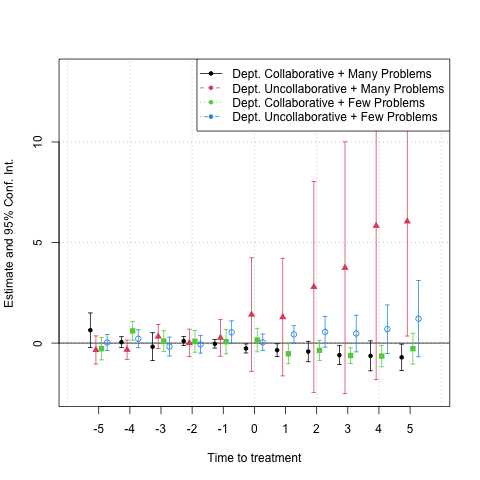 Dept. Collaborative + Many Problems
Dept. Uncollaborative + Many Problems
Dept. Collaborative + Few Problems
Dept. Uncollaborative + Few Problems
Estimate and 95% Conf. Int.
10
5
0
-5 -4 -3 -2 -1 0 1 2 3 4 5
Time to treatment